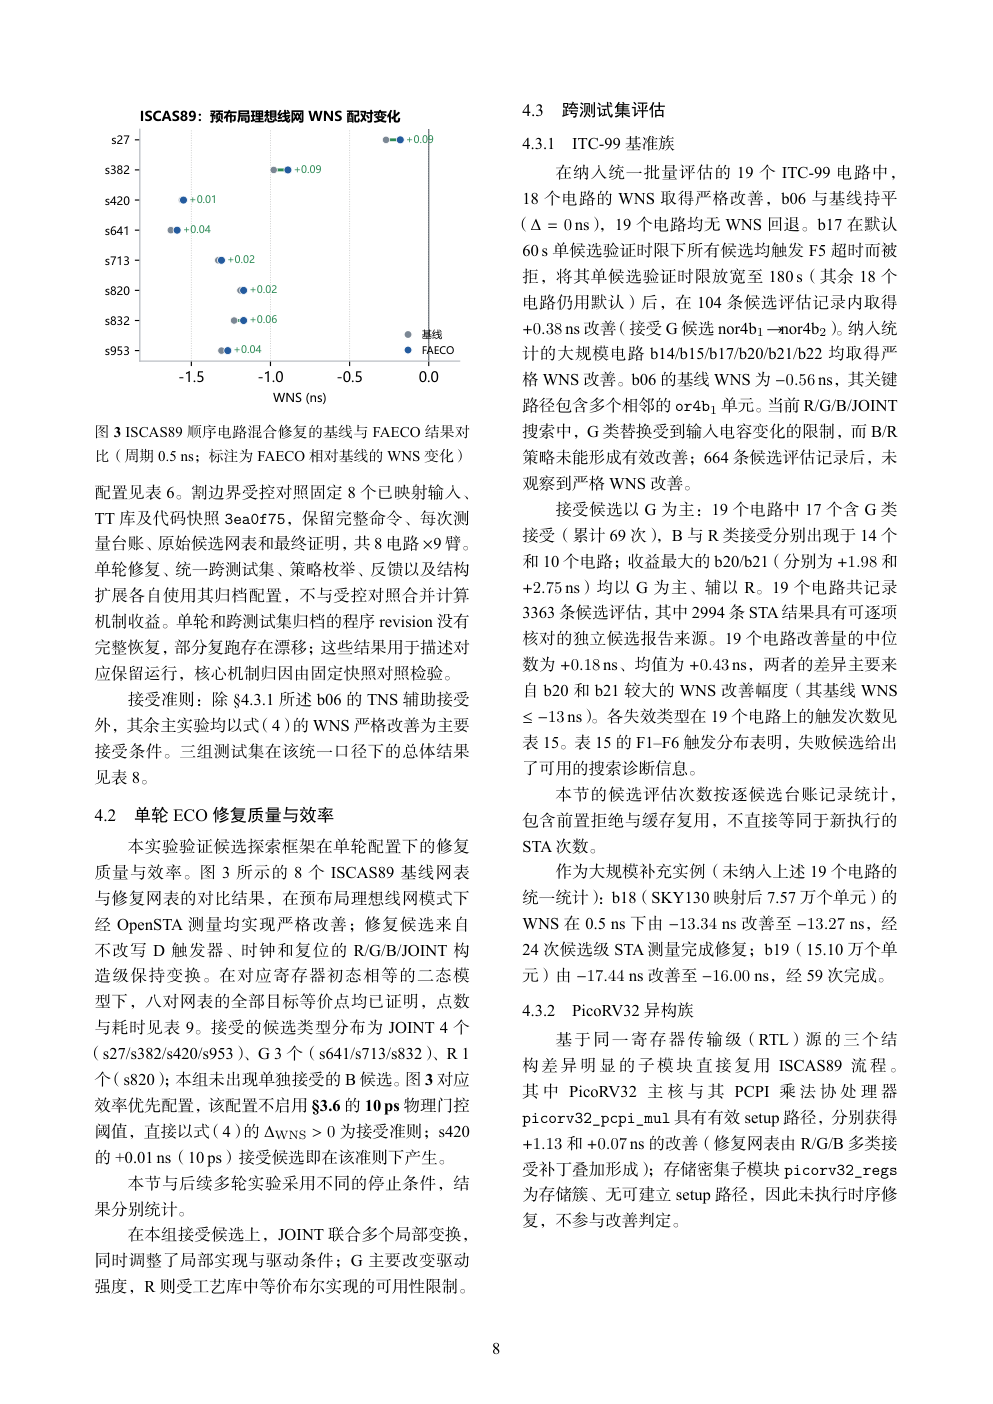 ISCAS89：预布局理想线网 WNS 配对变化
s27
+0.09
s382
+0.09
s420
+0.01
s641
+0.04
s713
+0.02
s820
+0.02
s832
+0.06
基线
s953
+0.04
FAECO
-1.5
-1.0
-0.5
0.0
WNS (ns)
图 3 ISCAS89 顺序电路混合修复的基线与 FAECO 结果对
比（周期 0.5 ns；标注为 FAECO 相对基线的 WNS 变化）
配置见表 6。割边界受控对照固定 8 个已映射输入、
TT 库及代码快照 3ea0f75，保留完整命令、每次测
量台账、原始候选网表和最终证明，共 8 电路 ×9 臂。
单轮修复、统一跨测试集、策略枚举、反馈以及结构
扩展各自使用其归档配置，不与受控对照合并计算
机制收益。单轮和跨测试集归档的程序 revision 没有
完整恢复，部分复跑存在漂移；这些结果用于描述对
应保留运行，核心机制归因由固定快照对照检验。
接受准则：除 §4.3.1 所述 b06 的 TNS 辅助接受
外，其余主实验均以式（4）的 WNS 严格改善为主要
接受条件。三组测试集在该统一口径下的总体结果
见表 8。
4.2 单轮 ECO 修复质量与效率
本实验验证候选探索框架在单轮配置下的修复
质量与效率。图 3 所示的 8 个 ISCAS89 基线网表
与修复网表的对比结果，在预布局理想线网模式下
经 OpenSTA 测量均实现严格改善；修复候选来自
不改写 D 触发器、时钟和复位的 R/G/B/JOINT 构
造级保持变换。在对应寄存器初态相等的二态模
型下，八对网表的全部目标等价点均已证明，点数
与耗时见表 9。接受的候选类型分布为 JOINT 4 个
（s27/s382/s420/s953）、G 3 个（s641/s713/s832）、R 1
个（s820）；本组未出现单独接受的 B 候选。图 3 对应
效率优先配置，该配置不启用 §3.6 的 10 ps 物理门控
阈值，直接以式（4）的 ΔWNS > 0 为接受准则；s420
的 +0.01 ns（10 ps）接受候选即在该准则下产生。
本节与后续多轮实验采用不同的停止条件，结
果分别统计。
在本组接受候选上，JOINT 联合多个局部变换，
同时调整了局部实现与驱动条件；G 主要改变驱动
强度，R 则受工艺库中等价布尔实现的可用性限制。
4.3 跨测试集评估
4.3.1 ITC-99 基准族
在纳入统一批量评估的 19 个 ITC-99 电路中，
18 个电路的 WNS 取得严格改善，b06 与基线持平
（Δ = 0 ns），19 个电路均无 WNS 回退。b17 在默认
60 s 单候选验证时限下所有候选均触发 F5 超时而被
拒，将其单候选验证时限放宽至 180 s（其余 18 个
电路仍用默认）后，在 104 条候选评估记录内取得
+0.38 ns 改善（接受 G 候选 nor4b₁ → nor4b₂）。纳入统
计的大规模电路 b14/b15/b17/b20/b21/b22 均取得严
格 WNS 改善。b06 的基线 WNS 为 −0.56 ns，其关键
路径包含多个相邻的 or4b₁ 单元。当前 R/G/B/JOINT
搜索中，G 类替换受到输入电容变化的限制，而 B/R
策略未能形成有效改善；664 条候选评估记录后，未
观察到严格 WNS 改善。
接受候选以 G 为主：19 个电路中 17 个含 G 类
接受（累计 69 次），B 与 R 类接受分别出现于 14 个
和 10 个电路；收益最大的 b20/b21（分别为 +1.98 和
+2.75 ns）均以 G 为主、辅以 R。19 个电路共记录
3363 条候选评估，其中 2994 条 STA 结果具有可逐项
核对的独立候选报告来源。19 个电路改善量的中位
数为 +0.18 ns、均值为 +0.43 ns，两者的差异主要来
自 b20 和 b21 较大的 WNS 改善幅度（其基线 WNS
≤ −13 ns）。各失效类型在 19 个电路上的触发次数见
表 15。表 15 的 F1–F6 触发分布表明，失败候选给出
了可用的搜索诊断信息。
本节的候选评估次数按逐候选台账记录统计，
包含前置拒绝与缓存复用，不直接等同于新执行的
STA 次数。
作为大规模补充实例（未纳入上述 19 个电路的
统一统计）：b18（SKY130 映射后 7.57 万个单元）的
WNS 在 0.5 ns 下由 −13.34 ns 改善至 −13.27 ns，经
24 次候选级 STA 测量完成修复；b19（15.10 万个单
元）由 −17.44 ns 改善至 −16.00 ns，经 59 次完成。
4.3.2 PicoRV32 异构族
基于同一寄存器传输级（RTL）源的三个结
构差异明显的子模块直接复用 ISCAS89 流程。
其中 PicoRV32 主核与其 PCPI 乘法协处理器
picorv32_pcpi_mul 具有有效 setup 路径，分别获得
+1.13 和 +0.07 ns 的改善（修复网表由 R/G/B 多类接
受补丁叠加形成）；存储密集子模块 picorv32_regs
为存储簇、无可建立 setup 路径，因此未执行时序修
复，不参与改善判定。
8